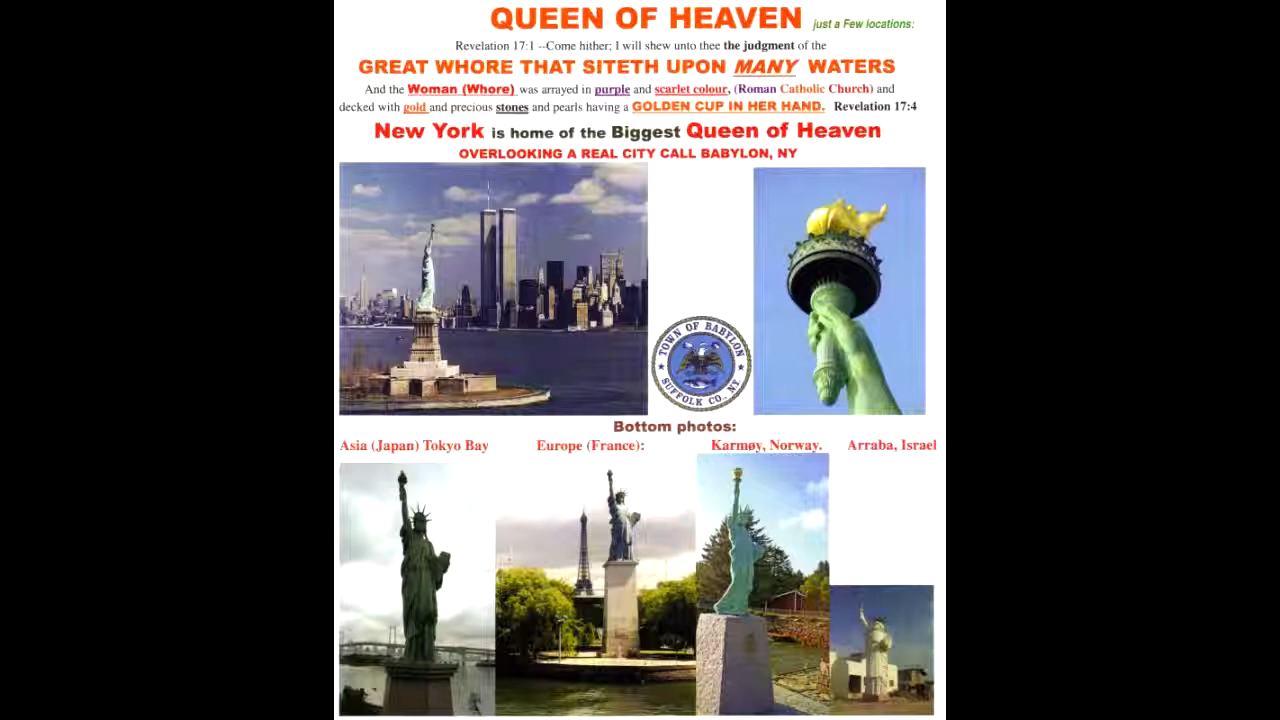 QUEEN OF HEAVEN just a Few locations:
Revelation 17:1 --Come hither; I will shew unto thee the judgment of the
GREAT WHORE THAT SITETH UPON MANY WATERS
And the Woman (Whore) was arrayed in purple and scarlet colour, (Roman Catholic Church) and
decked with gold and precious stones and pearls having a GOLDEN CUP IN HER HAND. Revelation 17:4
New York is home of the Biggest Queen of Heaven
OVERLOOKING A REAL CITY CALL BABYLON, NY
TOWN OF BABYLON
SUFFOLK CO., N.Y.
Bottom photos:
Asia (Japan) Tokyo Bay Europe (France): Karmøy, Norway. Arraba, Israel